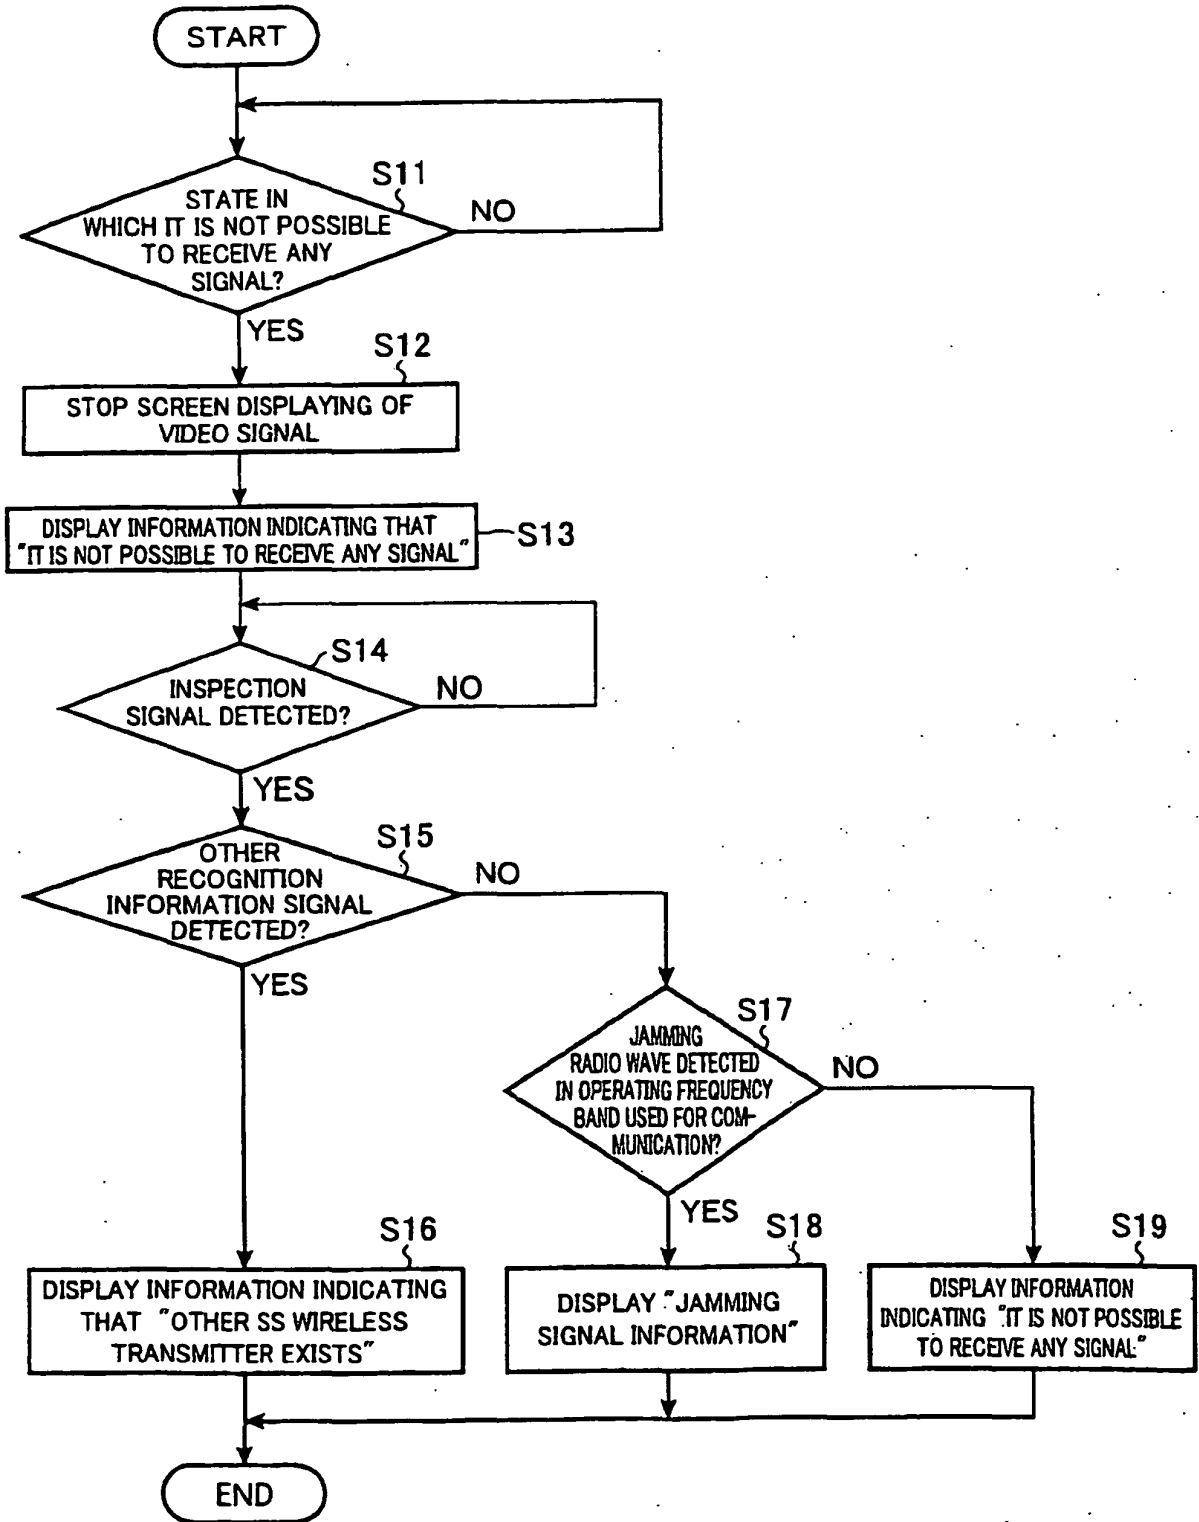 START
S11
STATE IN
WHICH IT IS NOT POSSIBLE
TO RECEIVE ANY
SIGNAL?
NO
YES
S12
STOP SCREEN DISPLAYING OF
VIDEO SIGNAL
DISPLAY INFORMATION INDICATING THAT
"IT IS NOT POSSIBLE TO RECEIVE ANY SIGNAL"
S13
S14
INSPECTION
SIGNAL DETECTED?
NO
YES
S15
OTHER
RECOGNITION
INFORMATION SIGNAL
DETECTED?
NO
YES
S17
JAMMING
RADIO WAVE DETECTED
IN OPERATING FREQUENCY
BAND USED FOR COM-
MUNICATION?
NO
YES
S16
DISPLAY INFORMATION INDICATING
THAT "OTHER SS WIRELESS
TRANSMITTER EXISTS"
S18
DISPLAY "JAMMING
SIGNAL INFORMATION"
S19
DISPLAY INFORMATION
INDICATING "IT IS NOT POSSIBLE
TO RECEIVE ANY SIGNAL"
END